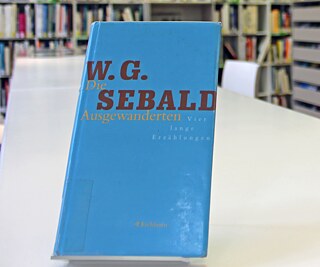 W.G.
Die
SEBALD
Ausgewanderten Vier
lange
Erzählungen